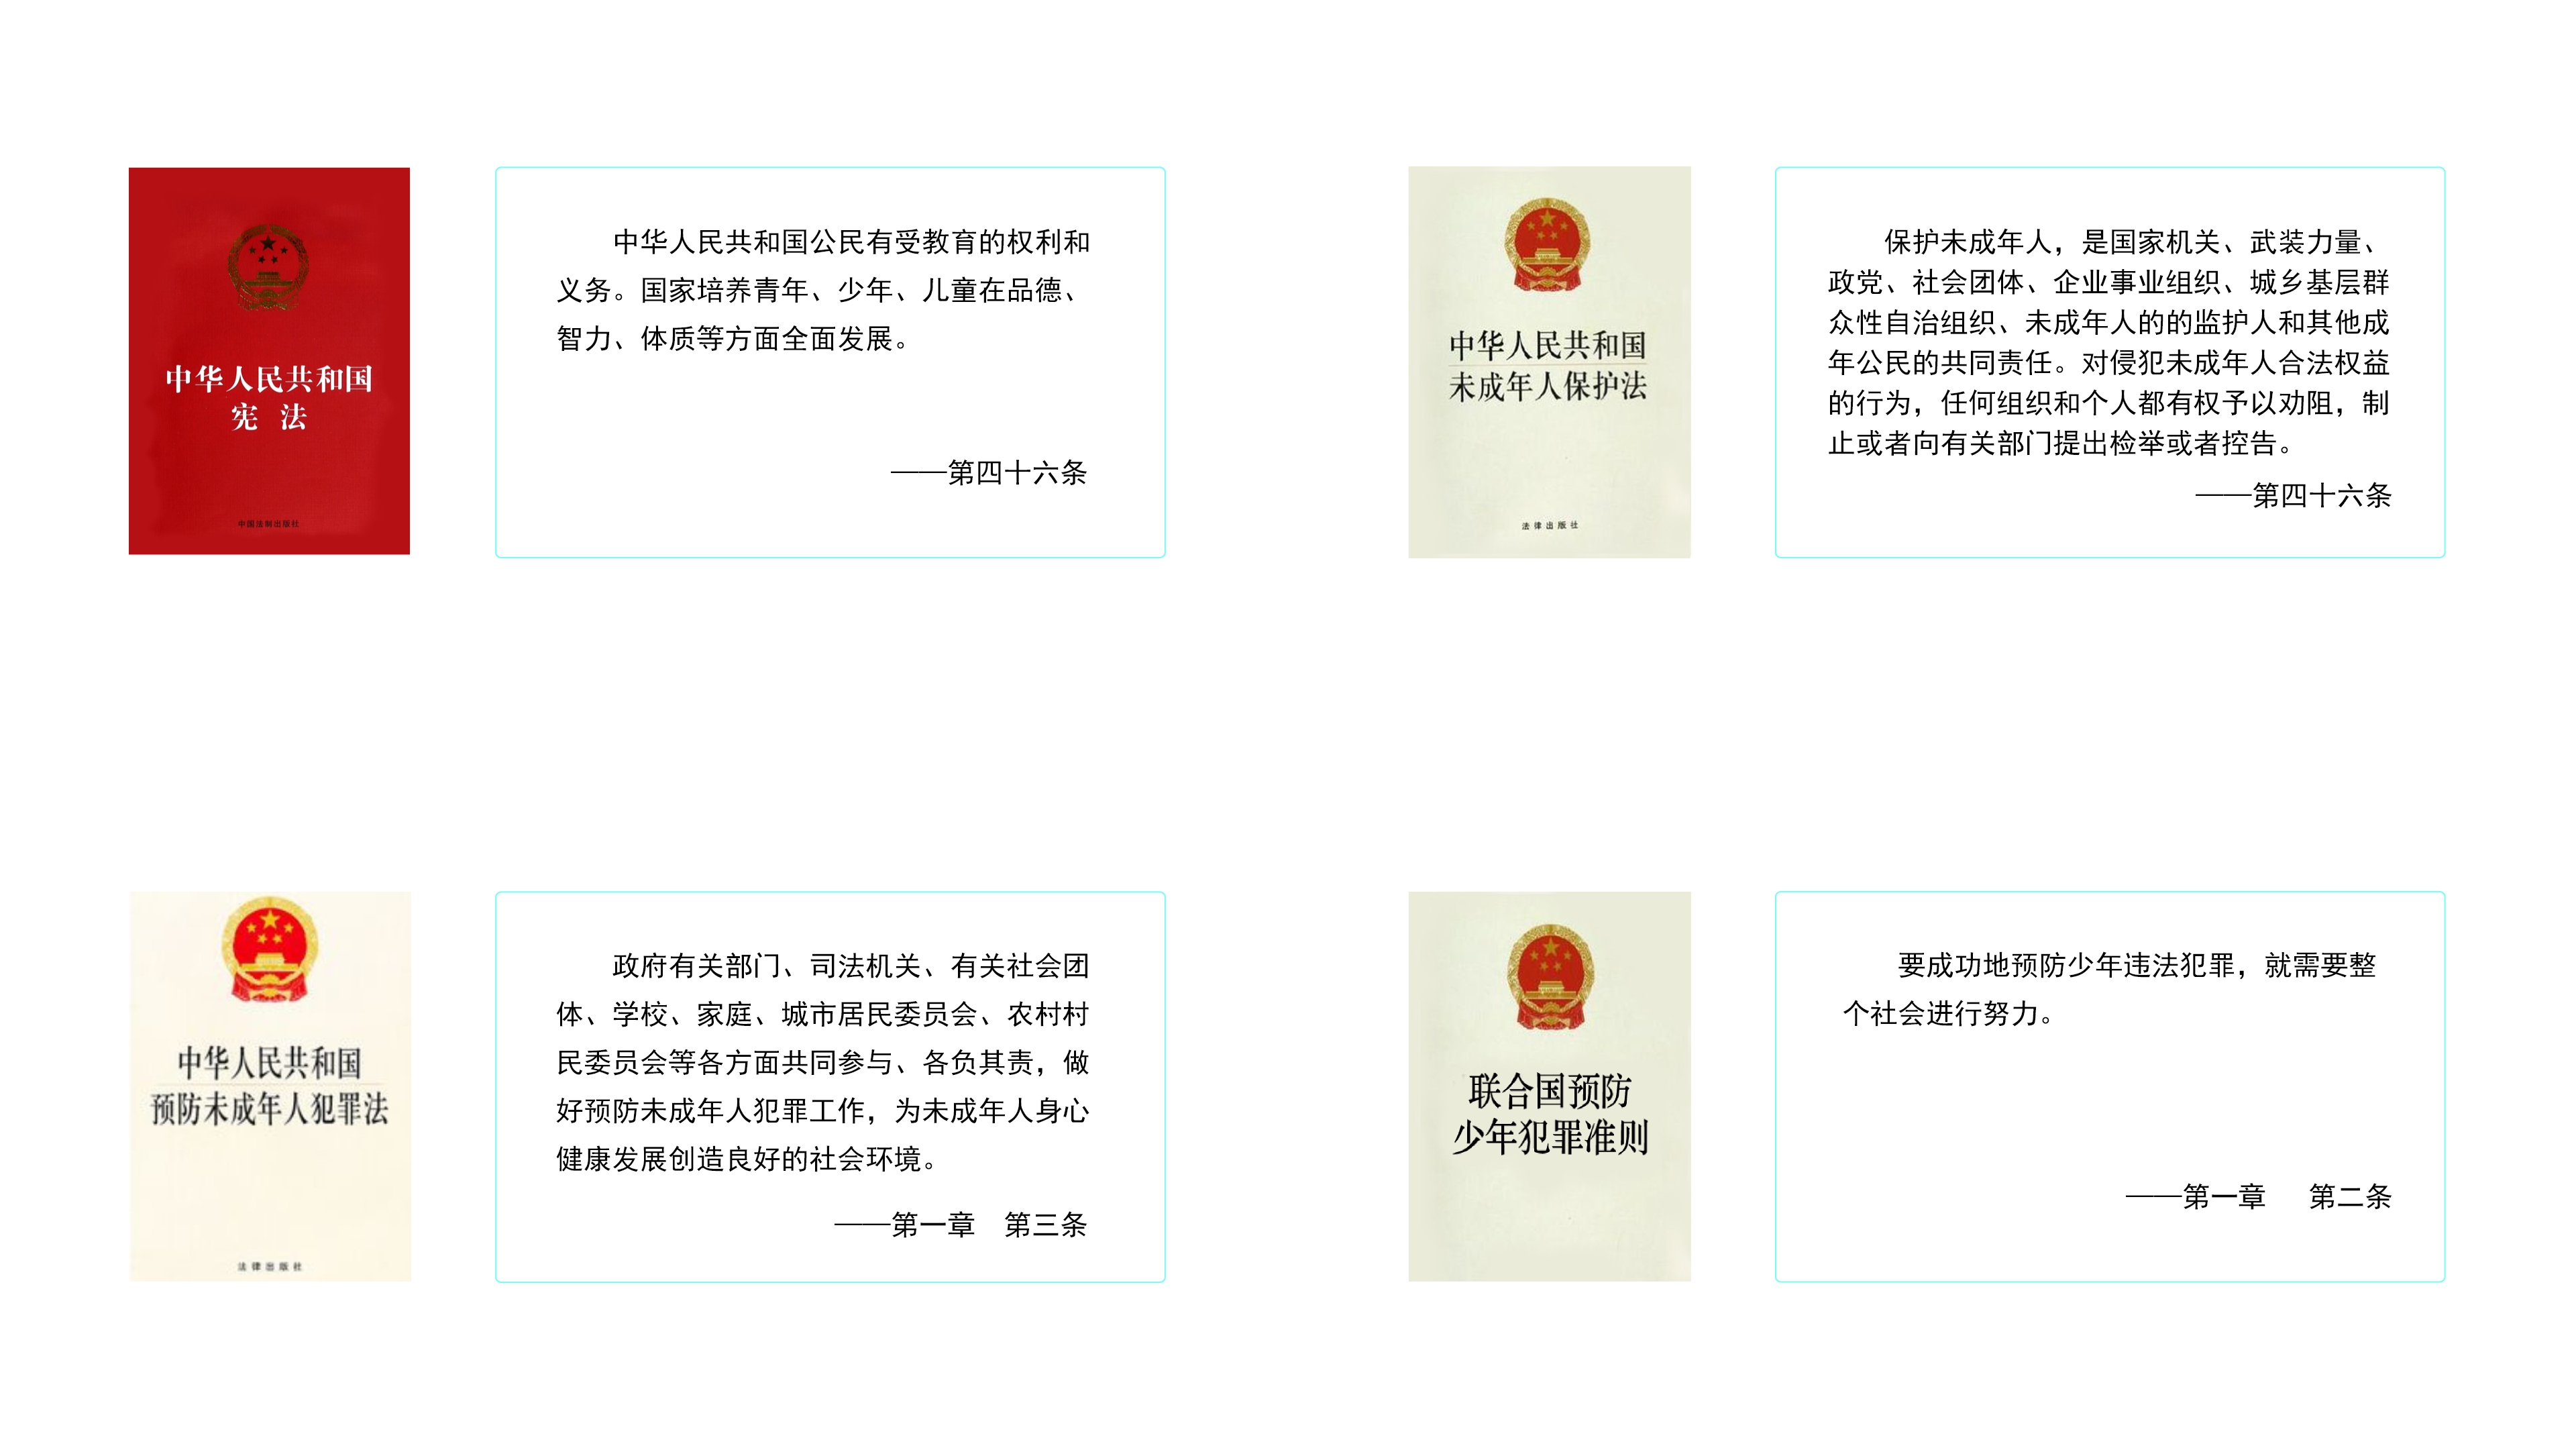 中华人民共和国
宪 法
中国法制出版社
中华人民共和国公民有受教育的权利和
义务。国家培养青年、少年、儿童在品德、
智力、体质等方面全面发展。
——第四十六条
中华人民共和国
未成年人保护法
法律出版社
保护未成年人，是国家机关、武装力量、
政党、社会团体、企业事业组织、城乡基层群
众性自治组织、未成年人的的监护人和其他成
年公民的共同责任。对侵犯未成年人合法权益
的行为，任何组织和个人都有权予以劝阻，制
止或者向有关部门提出检举或者控告。
——第四十六条
中华人民共和国
预防未成年人犯罪法
法律出版社
政府有关部门、司法机关、有关社会团
体、学校、家庭、城市居民委员会、农村村
民委员会等各方面共同参与、各负其责，做
好预防未成年人犯罪工作，为未成年人身心
健康发展创造良好的社会环境。
——第一章 第三条
联合国预防
少年犯罪准则
要成功地预防少年违法犯罪，就需要整
个社会进行努力。
——第一章 第二条